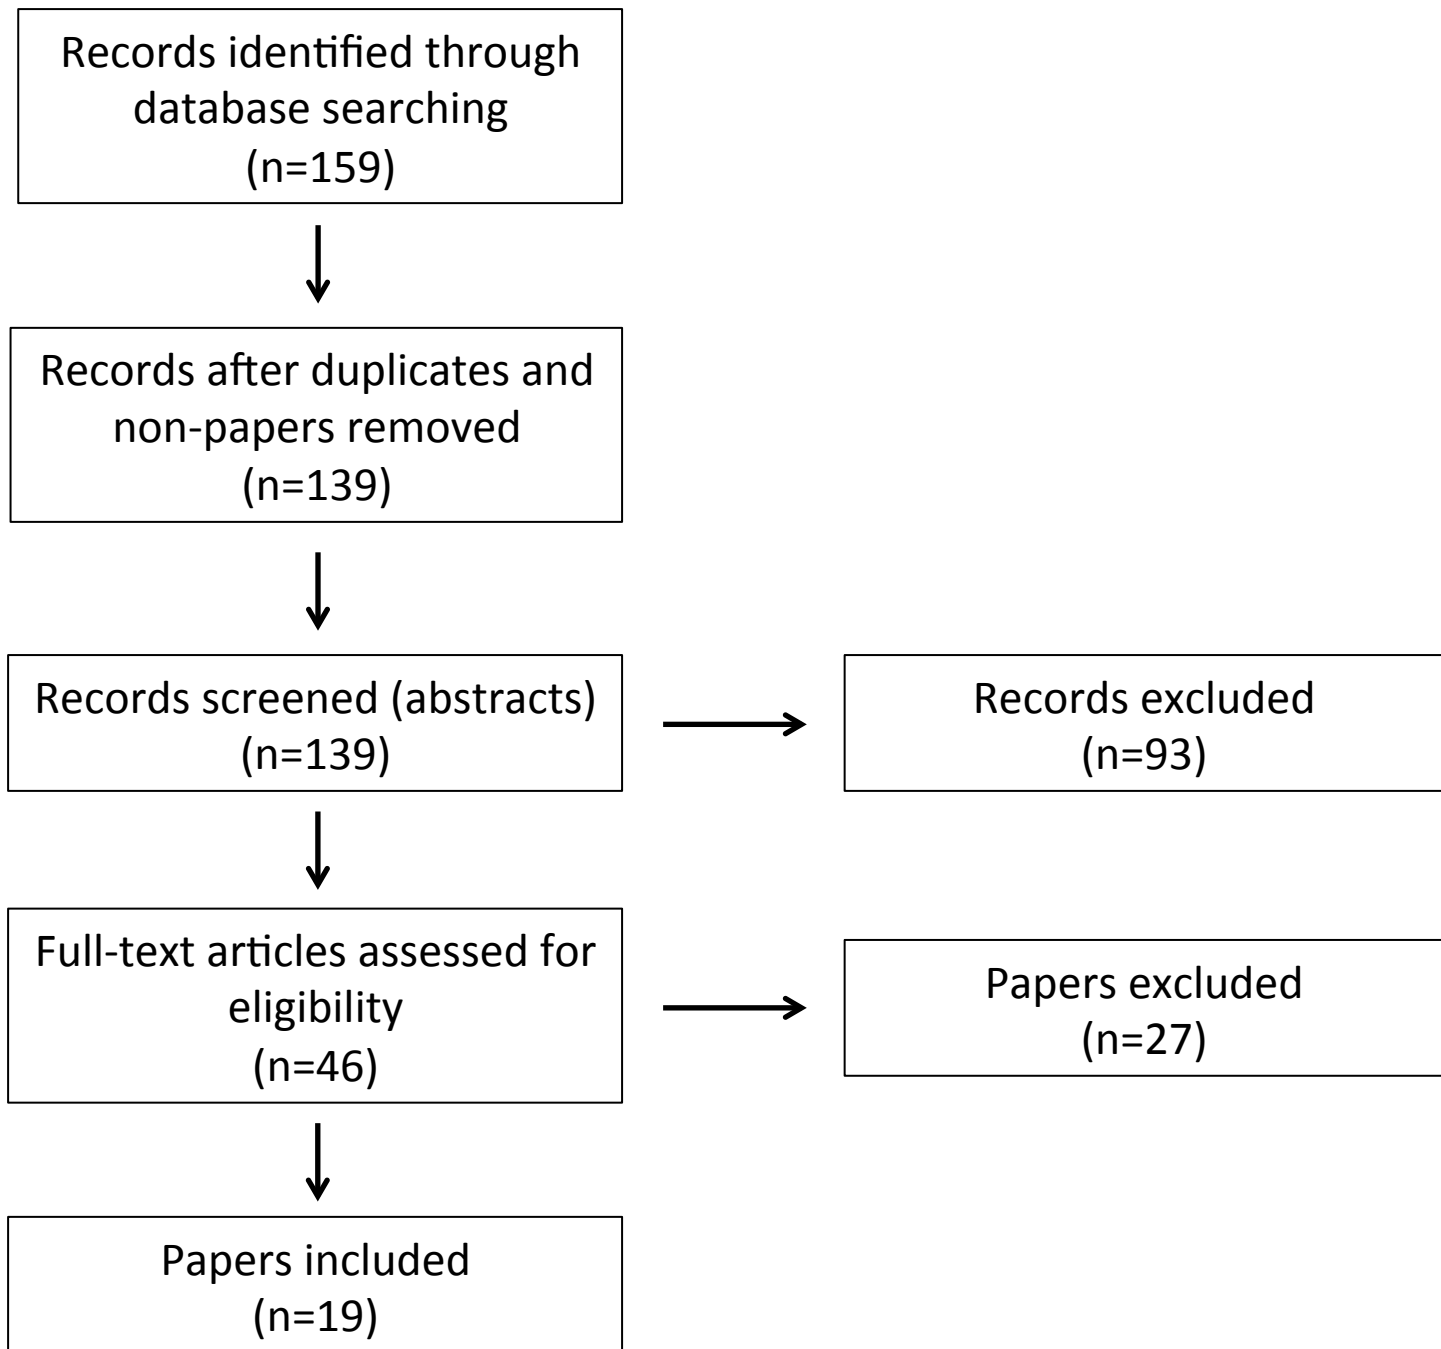 Records identified through
database searching
(n=159)
Records after duplicates and
non-papers removed
(n=139)
Records screened (abstracts)
(n=139)
Records excluded
(n=93)
Full-text articles assessed for
eligibility
(n=46)
Papers excluded
(n=27)
Papers included
(n=19)